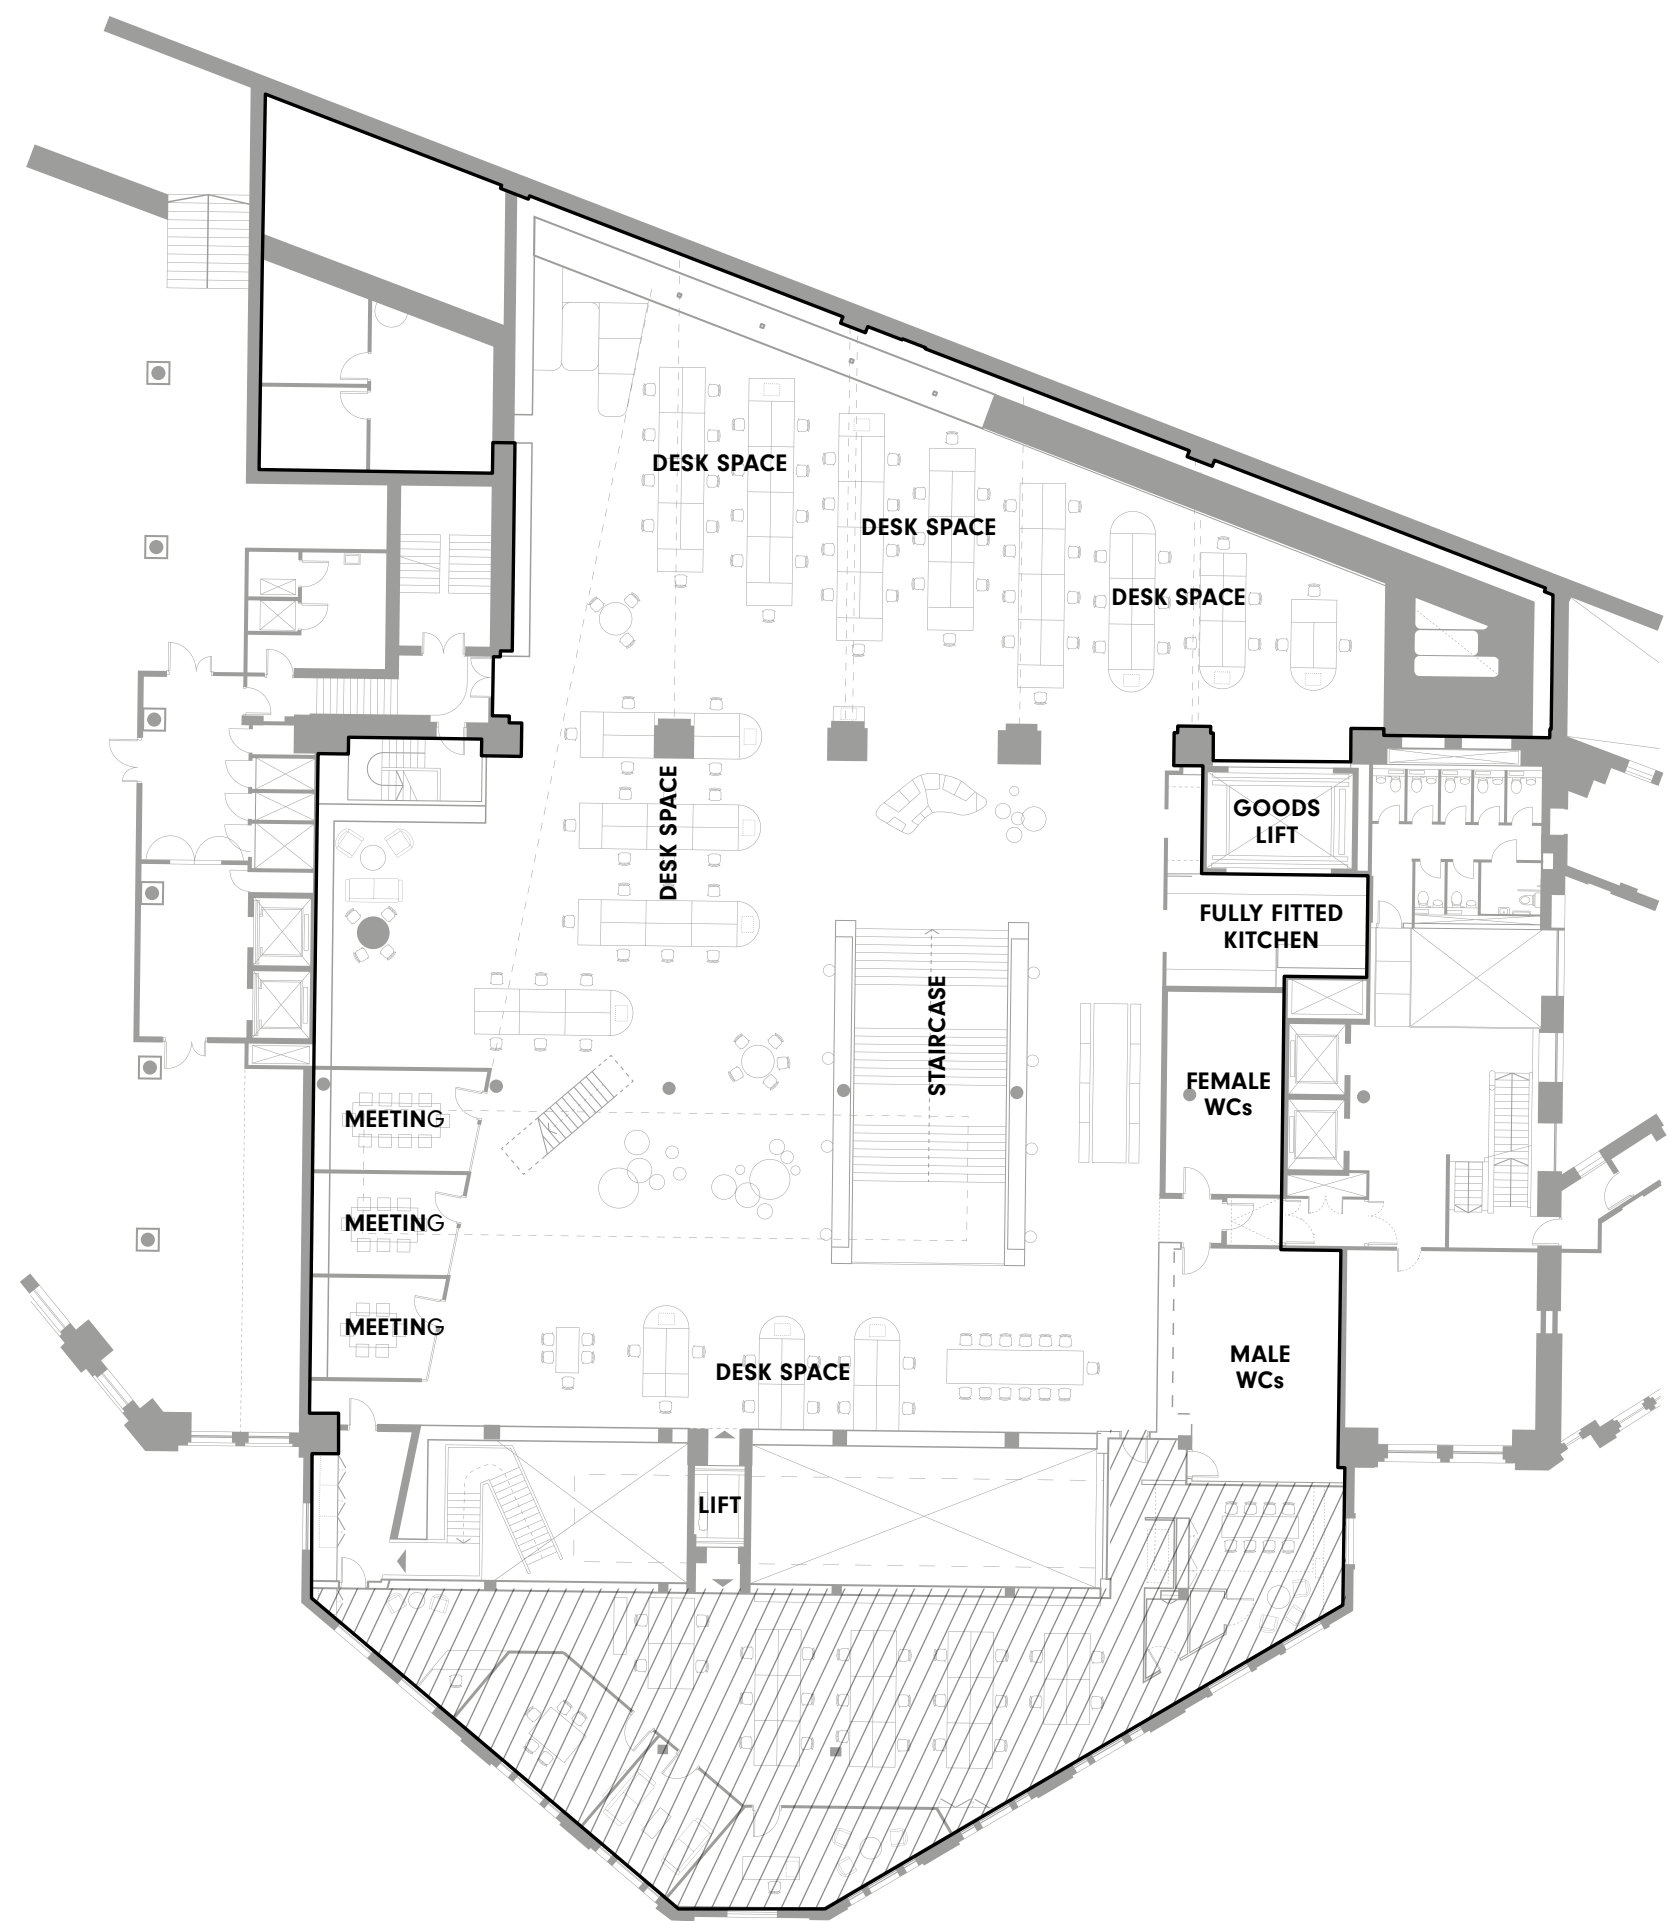 DESK SPACE
DESK SPACE
DESK SPACE
DESK SPACE
GOODS
LIFT
FULLY FITTED
KITCHEN
STAIRCASE
FEMALE
WCs
MEETING
MEETING
MEETING
MALE
WCs
DESK SPACE
LIFT